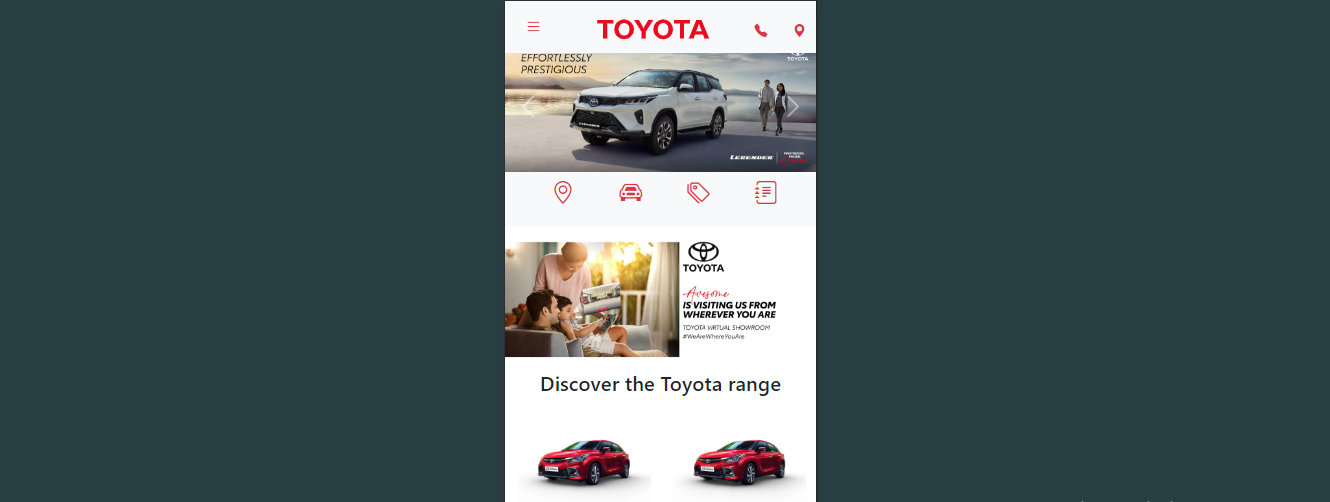 TOYOTA
EFFORTLESSLY
PRESTIGIOUS
TOYOTA
LEGENDER
TOYOTA
Awesome
IS VISITING US FROM
WHEREVER YOU ARE
TOYOTA VIRTUAL SHOWROOM
#WeAreWhereYouAre
Discover the Toyota range